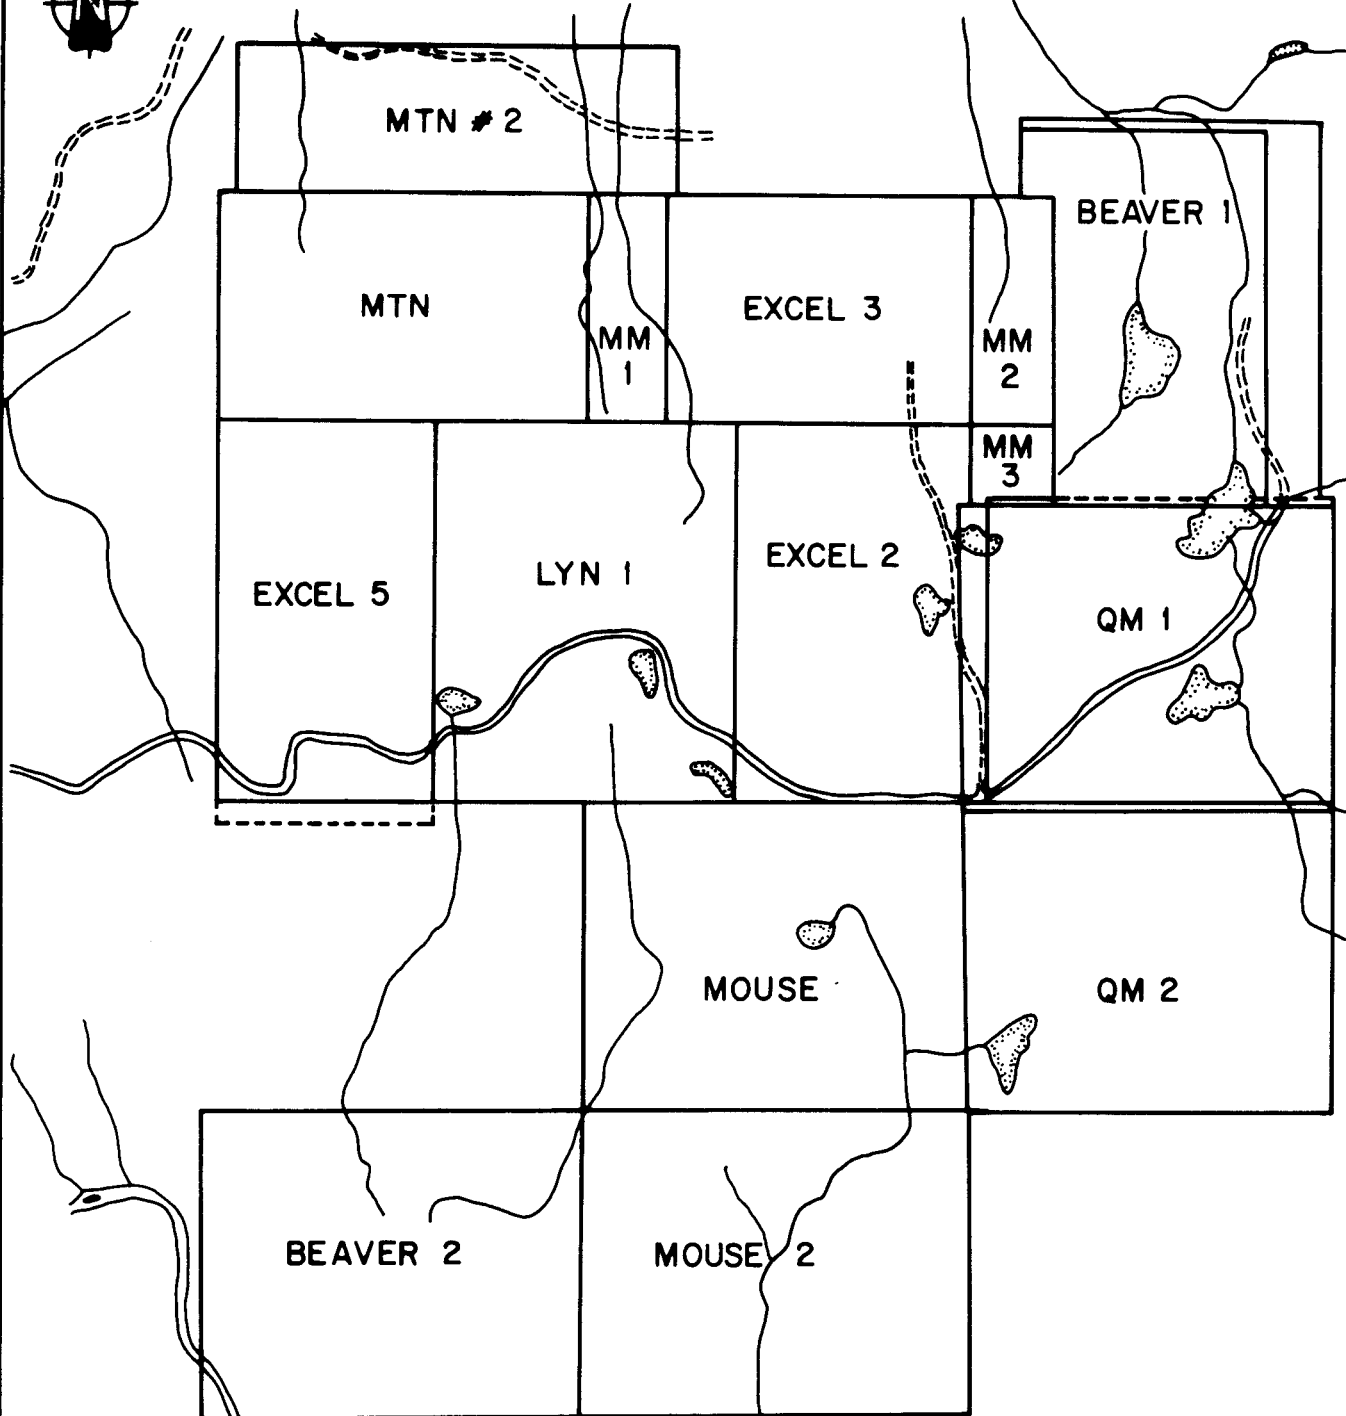 N
MTN # 2
BEAVER 1
MTN
MM
1
EXCEL 3
MM
2
MM
3
EXCEL 5
LYN 1
EXCEL 2
QM 1
MOUSE
QM 2
BEAVER 2
MOUSE 2